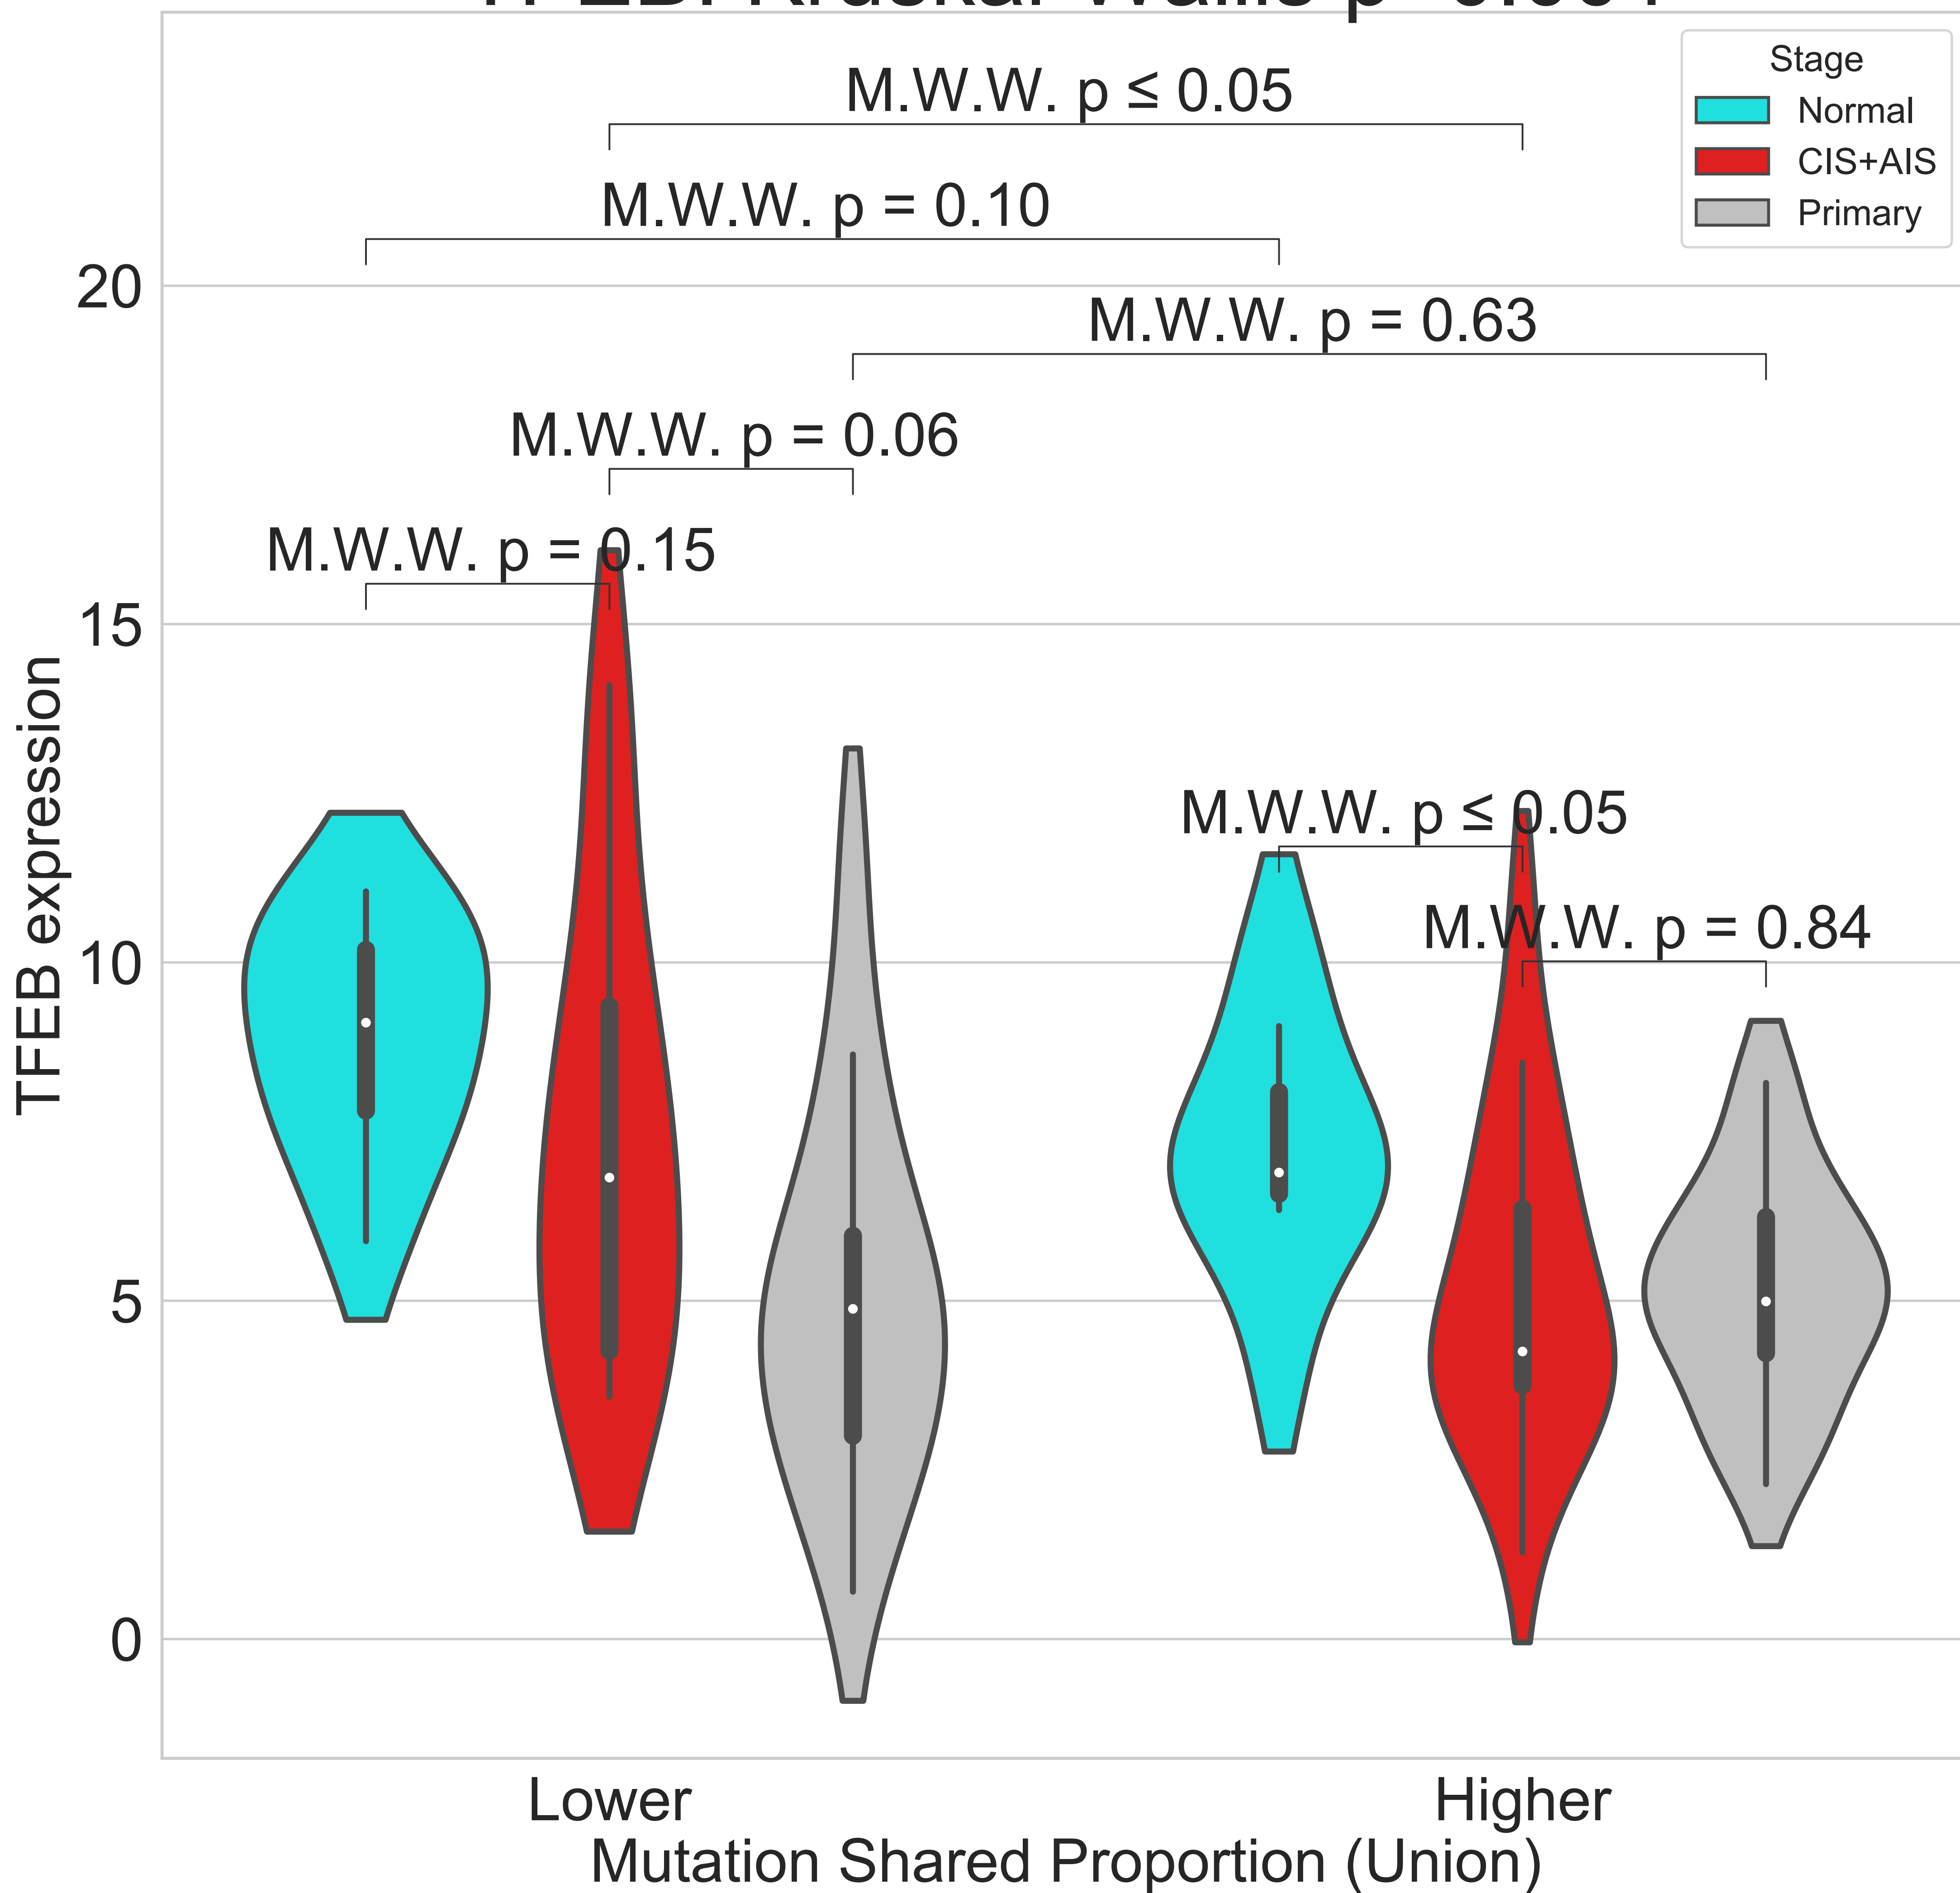 Stage
Normal
CIS+AIS
Primary
M.W.W. p ≤ 0.05
M.W.W. p = 0.10
M.W.W. p = 0.63
M.W.W. p = 0.06
M.W.W. p = 0.15
M.W.W. p ≤ 0.05
M.W.W. p = 0.84
20
15
10
5
0
TFEB expression
Lower
Higher
Mutation Shared Proportion (Union)